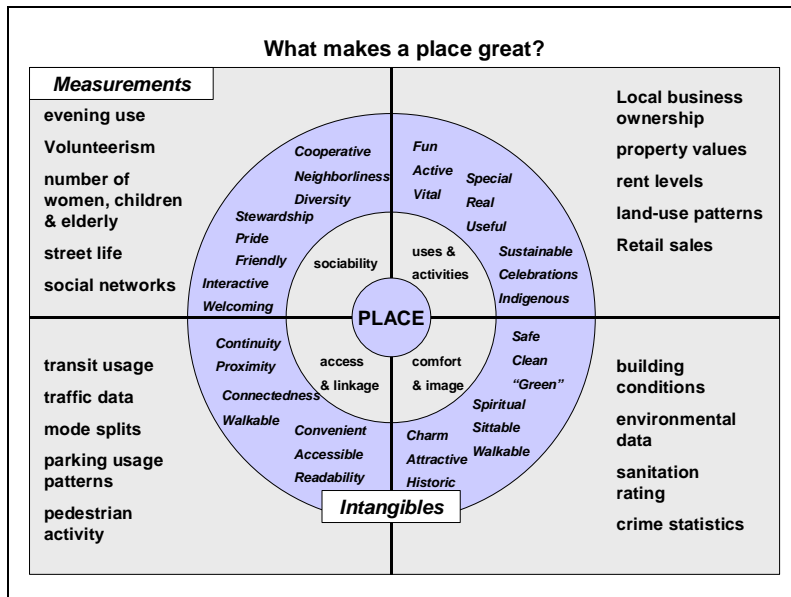 What makes a place great?
Measurements
evening use
Volunteerism
number of
women, children
& elderly
street life
social networks
Cooperative
Neighborliness
Diversity
Stewardship
Pride
Friendly
Interactive
Welcoming
sociability
Fun
Active
Vital
Special
Real
Useful
Sustainable
Celebrations
Indigenous
uses &
activities
Local business
ownership
property values
rent levels
land-use patterns
Retail sales
PLACE
transit usage
traffic data
mode splits
parking usage
patterns
pedestrian
activity
Continuity
Proximity
Connectedness
Walkable
Convenient
Accessible
Readability
access
& linkage
comfort
& image
Safe
Clean
“Green”
Spiritual
Sittable
Walkable
Charm
Attractive
Historic
building
conditions
environmental
data
sanitation
rating
crime statistics
Intangibles